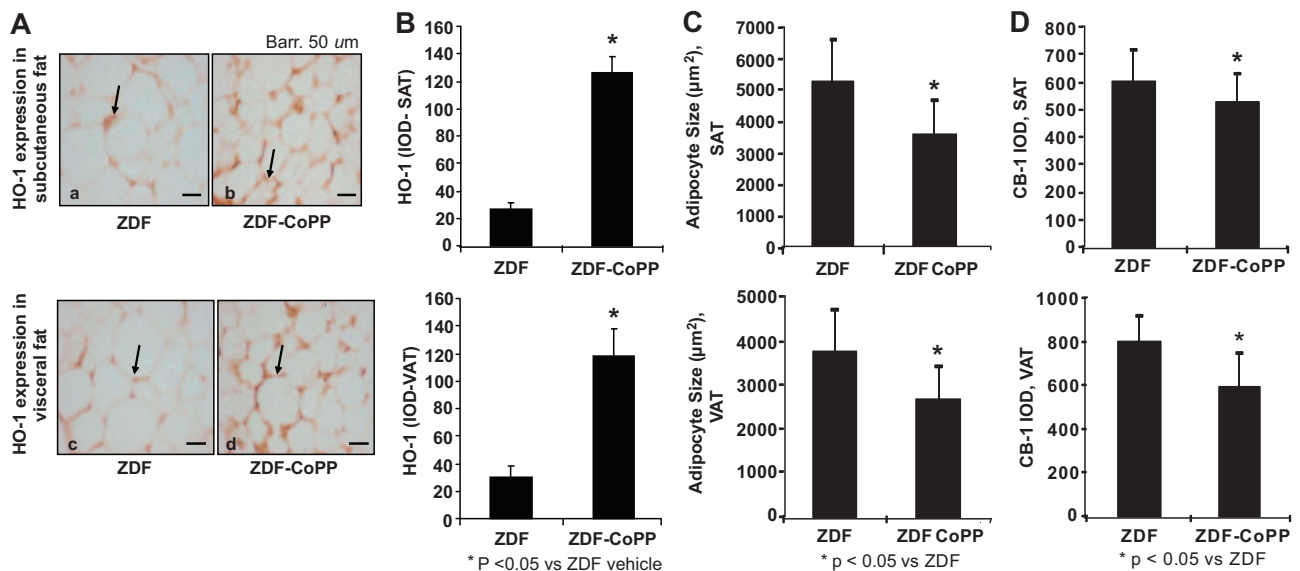 A
Barr. 50 um
HO-1 expression in
subcutaneous fat
a
b
ZDF
ZDF-CoPP
HO-1 expression in
visceral fat
c
d
ZDF
ZDF-CoPP
B
HO-1 (IOD- SAT)
160
140
120
100
80
60
40
20
0
*
ZDF
ZDF-CoPP
HO-1 (IOD-VAT)
160
140
120
100
80
60
40
20
0
*
ZDF
ZDF-CoPP
* P <0.05 vs ZDF vehicle
C
Adipocyte Size (µm²),
SAT
7000
6000
5000
4000
3000
2000
1000
0
*
ZDF
ZDF CoPP
Adipocyte Size (µm²),
VAT
5000
4000
3000
2000
1000
0
*
ZDF
ZDF CoPP
* p < 0.05 vs ZDF
D
CB-1 IOD, SAT
800
700
600
500
400
300
200
100
0
*
ZDF
ZDF-CoPP
CB-1 IOD, VAT
1000
800
600
400
200
0
*
ZDF
ZDF-CoPP
* p < 0.05 vs ZDF